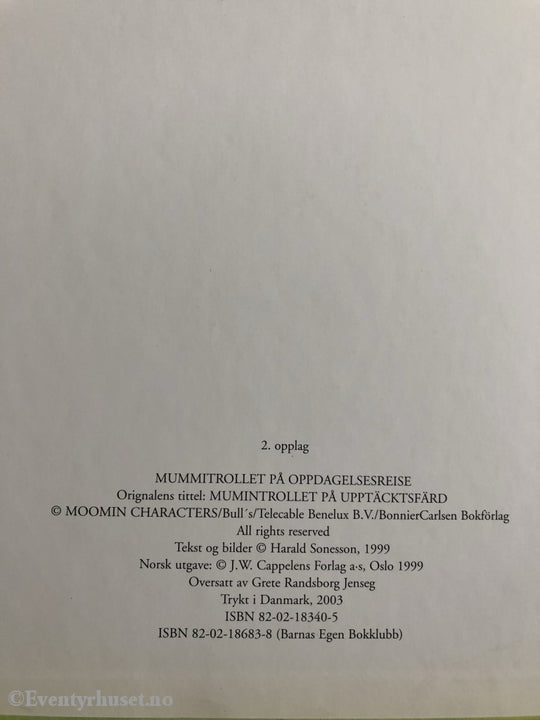 2. opplag
MUMMITROLLET PÅ OPPDAGELSESREISE
Orignalens tittel: MUMINTROLLET PÅ UPPTÄCKTSFÄRD
© MOOMIN CHARACTERS/Bull´s/Telecable Benelux B.V./BonnierCarlsen Bokförlag
All rights reserved
Tekst og bilder © Harald Sonesson, 1999
Norsk utgave: © J.W. Cappelens Forlag a·s, Oslo 1999
Oversatt av Grete Randsborg Jenseg
Trykt i Danmark, 2003
ISBN 82-02-18340-5
ISBN 82-02-18683-8 (Barnas Egen Bokklubb)
©Eventyrhuset.no